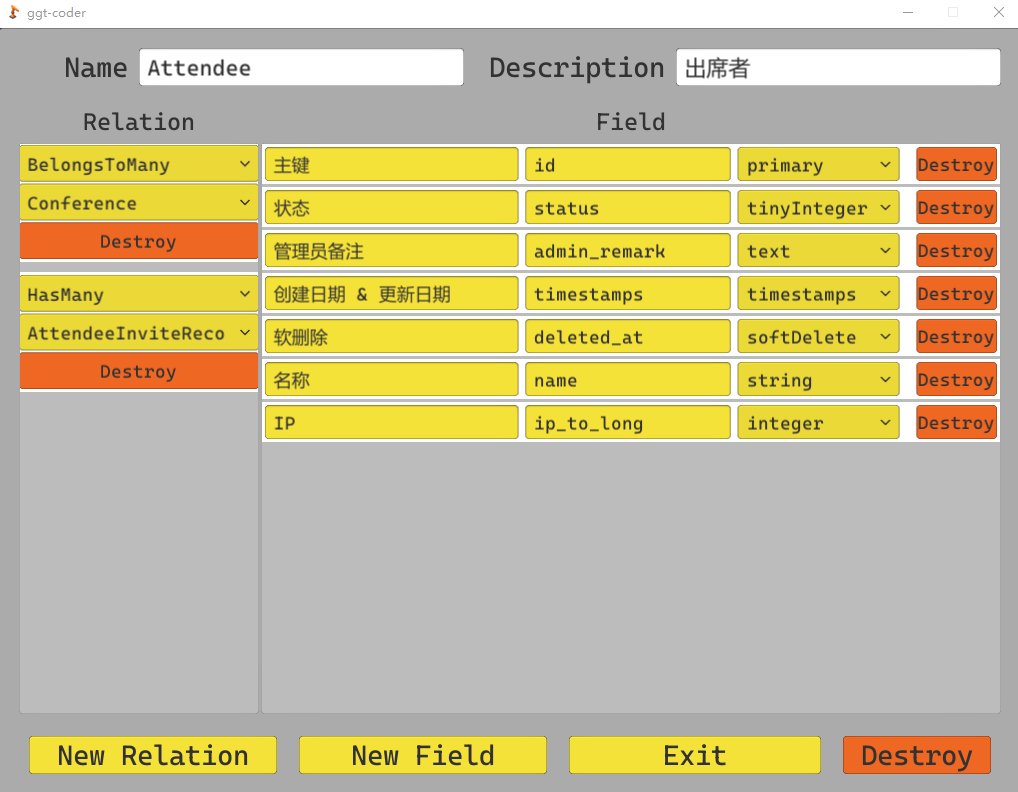 ggt-coder
Name Attendee Description 出席者
Relation Field
BelongsToMany 主键 id primary Destroy
Conference 状态 status tinyInteger Destroy
Destroy 管理员备注 admin_remark text Destroy
HasMany 创建日期 & 更新日期 timestamps timestamps Destroy
AttendeeInviteReco 软删除 deleted_at softDelete Destroy
Destroy 名称 name string Destroy
IP ip_to_long integer Destroy
New Relation New Field Exit Destroy